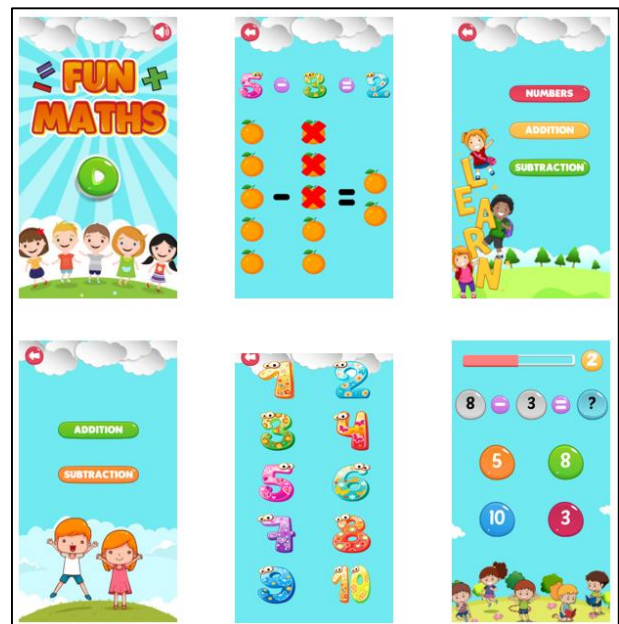 = FUN +
MATHS
5 - 3 = 2
- =
NUMBERS
ADDITION
SUBTRACTION
LEARN
ADDITION
SUBTRACTION
1 2
3 4
5 6
7 8
9 10
2
8 - 3 = ?
5 8
10 3